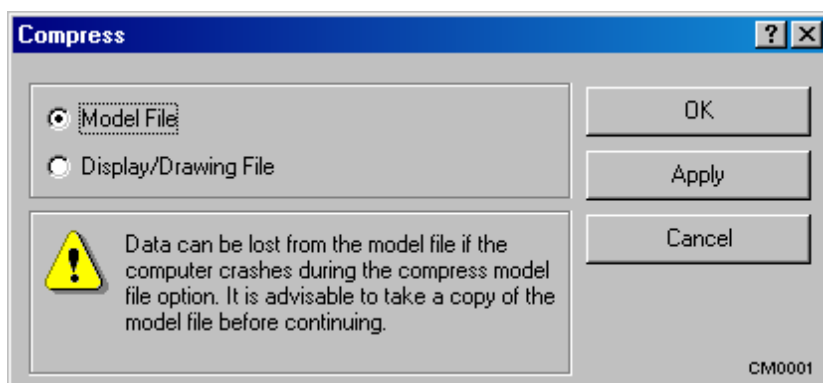 Compress
Model File
Display/Drawing File
OK
Apply
Cancel
Data can be lost from the model file if the
computer crashes during the compress model
file option. It is advisable to take a copy of the
model file before continuing.
CM0001